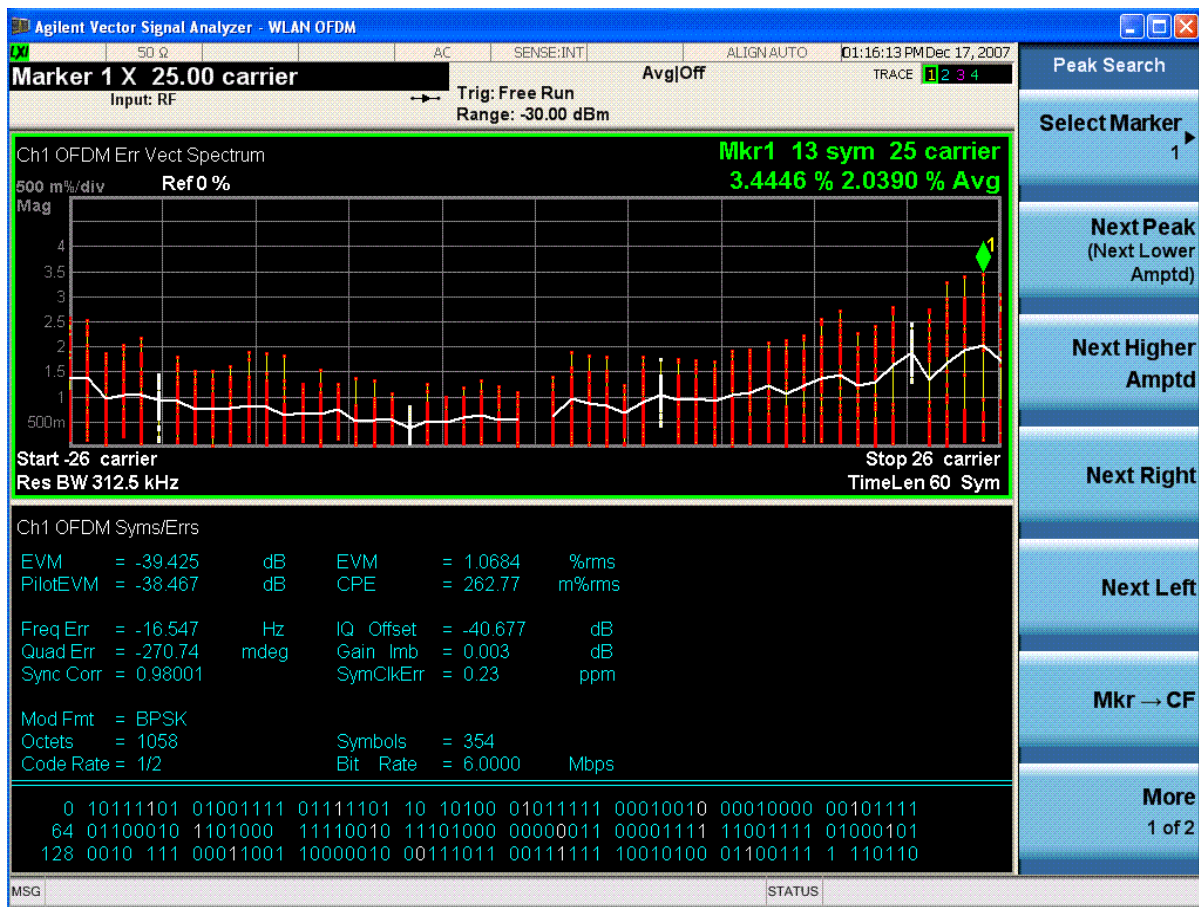 Agilent Vector Signal Analyzer - WLAN OFDM
LXI 50 Ω AC SENSE:INT ALIGN AUTO 01:16:13 PM Dec 17, 2007
Marker 1 X 25.00 carrier
Avg|Off
TRACE 1 2 3 4
Input: RF
Trig: Free Run
Range: -30.00 dBm
Ch1 OFDM Err Vect Spectrum
Mkr1 13 sym 25 carrier
500 m%/div Ref 0 %
3.4446 % 2.0390 % Avg
Mag
1
4
3.5
3
2.5
2
1.5
1
500m
Start -26 carrier Stop 26 carrier
Res BW 312.5 kHz TimeLen 60 Sym
Ch1 OFDM Syms/Errs
EVM = -39.425 dB EVM = 1.0684 %rms
PilotEVM = -38.467 dB CPE = 262.77 m%rms
Freq Err = -16.547 Hz IQ Offset = -40.677 dB
Quad Err = -270.74 mdeg Gain Imb = 0.003 dB
Sync Corr = 0.98001 SymClkErr = 0.23 ppm
Mod Fmt = BPSK
Octets = 1058 Symbols = 354
Code Rate = 1/2 Bit Rate = 6.0000 Mbps
0 10111101 01001111 01111101 10 10100 01011111 00010010 00010000 00101111
64 01100010 1101000 11110010 11101000 00000011 00001111 11001111 01000101
128 0010 111 00011001 10000010 00111011 00111111 10010100 01100111 1 110110
MSG STATUS
Peak Search
Select Marker
1
Next Peak
(Next Lower
Amptd)
Next Higher
Amptd
Next Right
Next Left
Mkr → CF
More
1 of 2